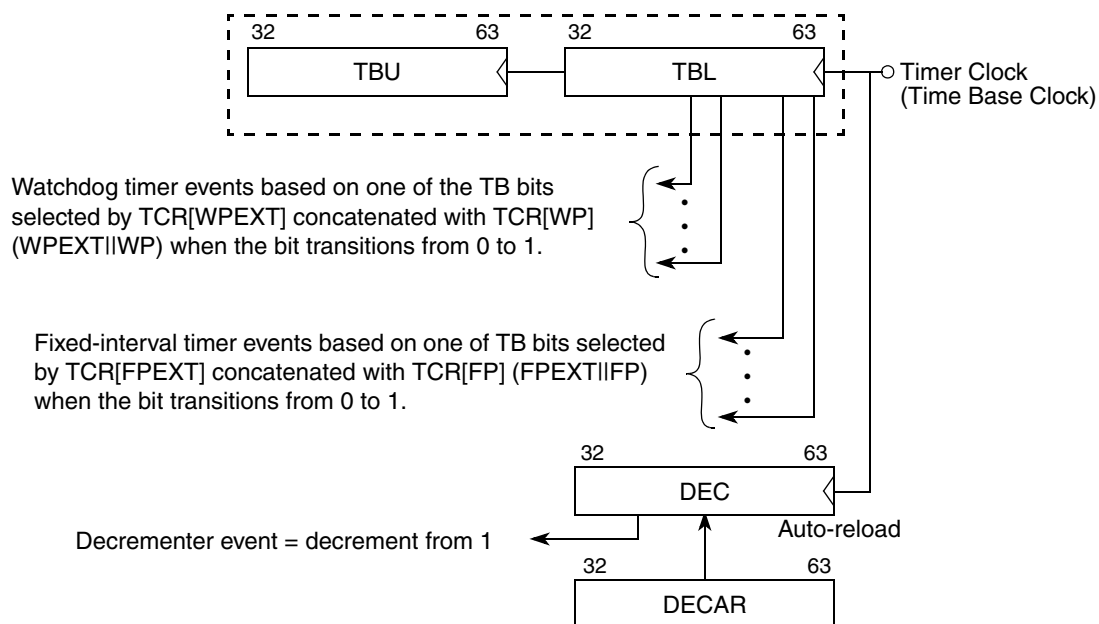 32 63 32 63
TBU TBL
Timer Clock
(Time Base Clock)
Watchdog timer events based on one of the TB bits
selected by TCR[WPEXT] concatenated with TCR[WP]
(WPEXT||WP) when the bit transitions from 0 to 1.
Fixed-interval timer events based on one of TB bits selected
by TCR[FPEXT] concatenated with TCR[FP] (FPEXT||FP)
when the bit transitions from 0 to 1.
32 63
DEC
Auto-reload
Decrementer event = decrement from 1
32 63
DECAR